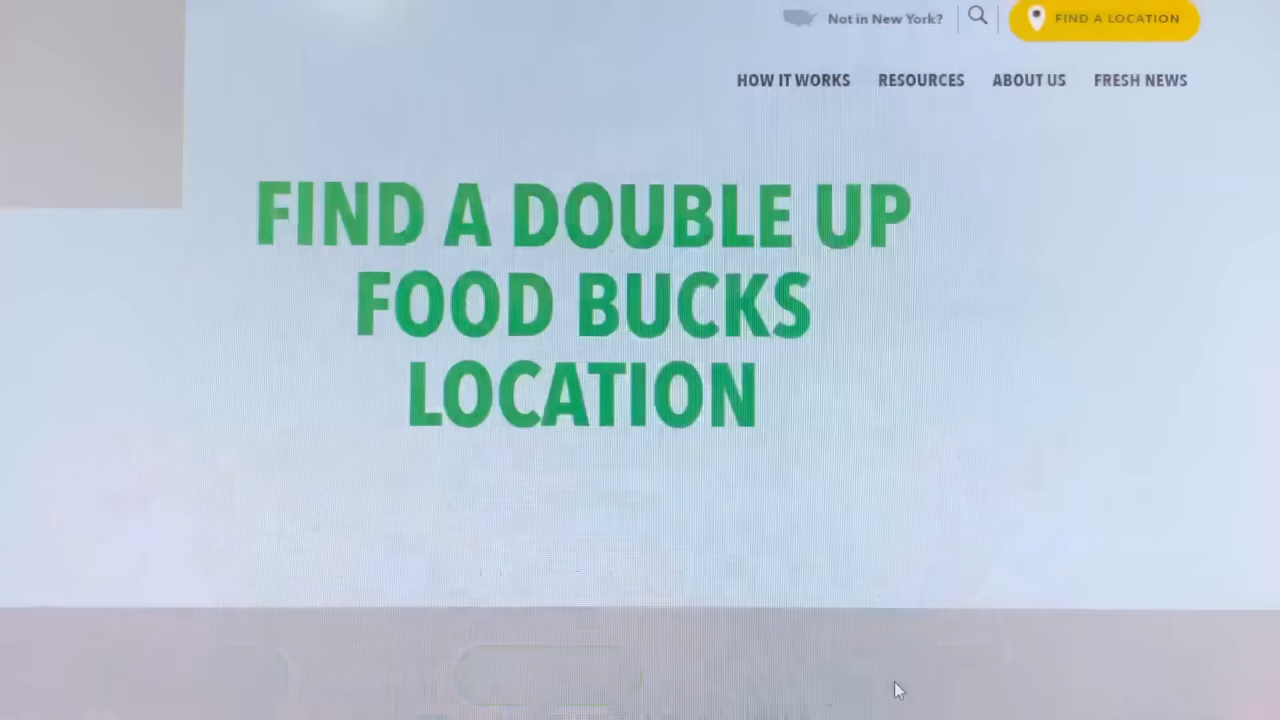 Not in New York?
FIND A LOCATION
HOW IT WORKS RESOURCES ABOUT US FRESH NEWS
FIND A DOUBLE UP
FOOD BUCKS
LOCATION